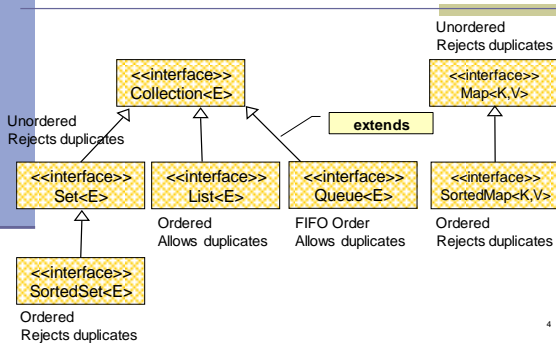 Unordered
Rejects duplicates
<<interface>>
Collection<E>
<<interface>>
Map<K,V>
Unordered
Rejects duplicates
extends
<<interface>>
Set<E>
<<interface>>
List<E>
<<interface>>
Queue<E>
<<interface>>
SortedMap<K,V>
Ordered
Allows duplicates
FIFO Order
Allows duplicates
Ordered
Rejects duplicates
<<interface>>
SortedSet<E>
Ordered
Rejects duplicates
4